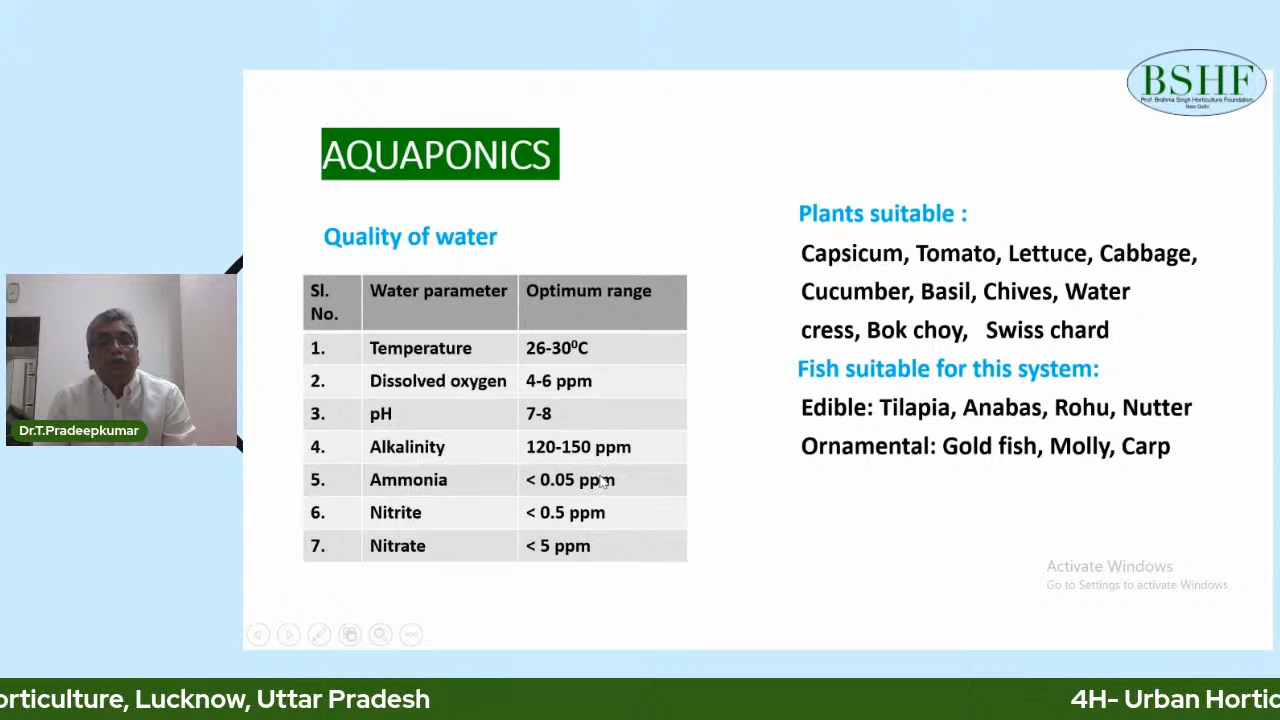 BSHF
Prof. Brahma Singh Horticulture Foundation
New Delhi
AQUAPONICS
Quality of water
Sl. No. Water parameter Optimum range
1. Temperature 26-30⁰C
2. Dissolved oxygen 4-6 ppm
3. pH 7-8
4. Alkalinity 120-150 ppm
5. Ammonia < 0.05 ppm
6. Nitrite < 0.5 ppm
7. Nitrate < 5 ppm
Plants suitable :
Capsicum, Tomato, Lettuce, Cabbage,
Cucumber, Basil, Chives, Water
cress, Bok choy, Swiss chard
Fish suitable for this system:
Edible: Tilapia, Anabas, Rohu, Nutter
Ornamental: Gold fish, Molly, Carp
Dr.T.Pradeepkumar
Activate Windows
Go to Settings to activate Windows
orticulture, Lucknow, Uttar Pradesh
4H- Urban Hortic